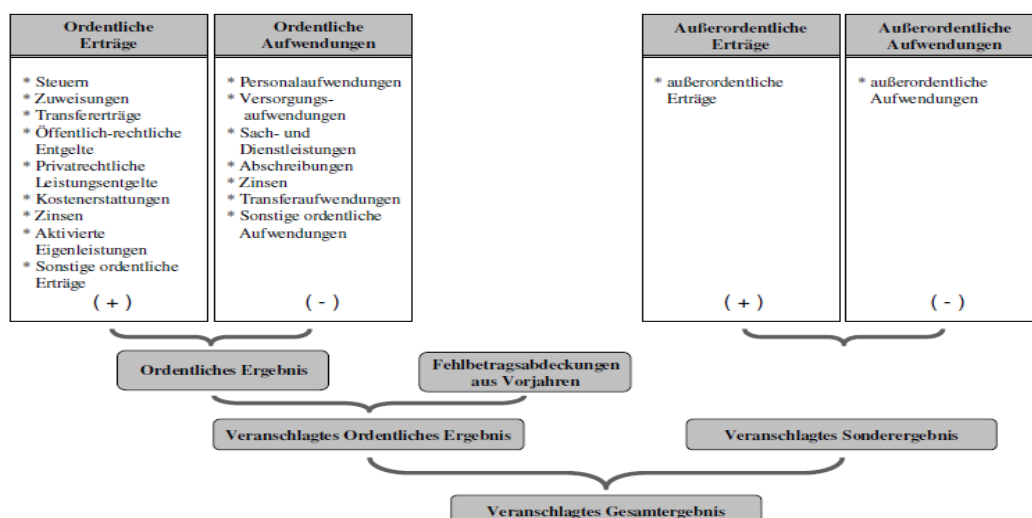 Ordentliche
Erträge
* Steuern
* Zuweisungen
* Transfererträge
* Öffentlich-rechtliche
Entgelte
* Privatrechtliche
Leistungsentgelte
* Kostenerstattungen
* Zinsen
* Aktivierte
Eigenleistungen
* Sonstige ordentliche
Erträge
( + )
Ordentliche
Aufwendungen
* Personalaufwendungen
* Versorgungs-
aufwendungen
* Sach- und
Dienstleistungen
* Abschreibungen
* Zinsen
* Transferaufwendungen
* Sonstige ordentliche
Aufwendungen
( - )
Außerordentliche
Erträge
* außerordentliche
Erträge
( + )
Außerordentliche
Aufwendungen
* außerordentliche
Aufwendungen
( - )
Ordentliches Ergebnis
Fehlbetragsabdeckungen
aus Vorjahren
Veranschlagtes Ordentliches Ergebnis
Veranschlagtes Sonderergebnis
Veranschlagtes Gesamtergebnis